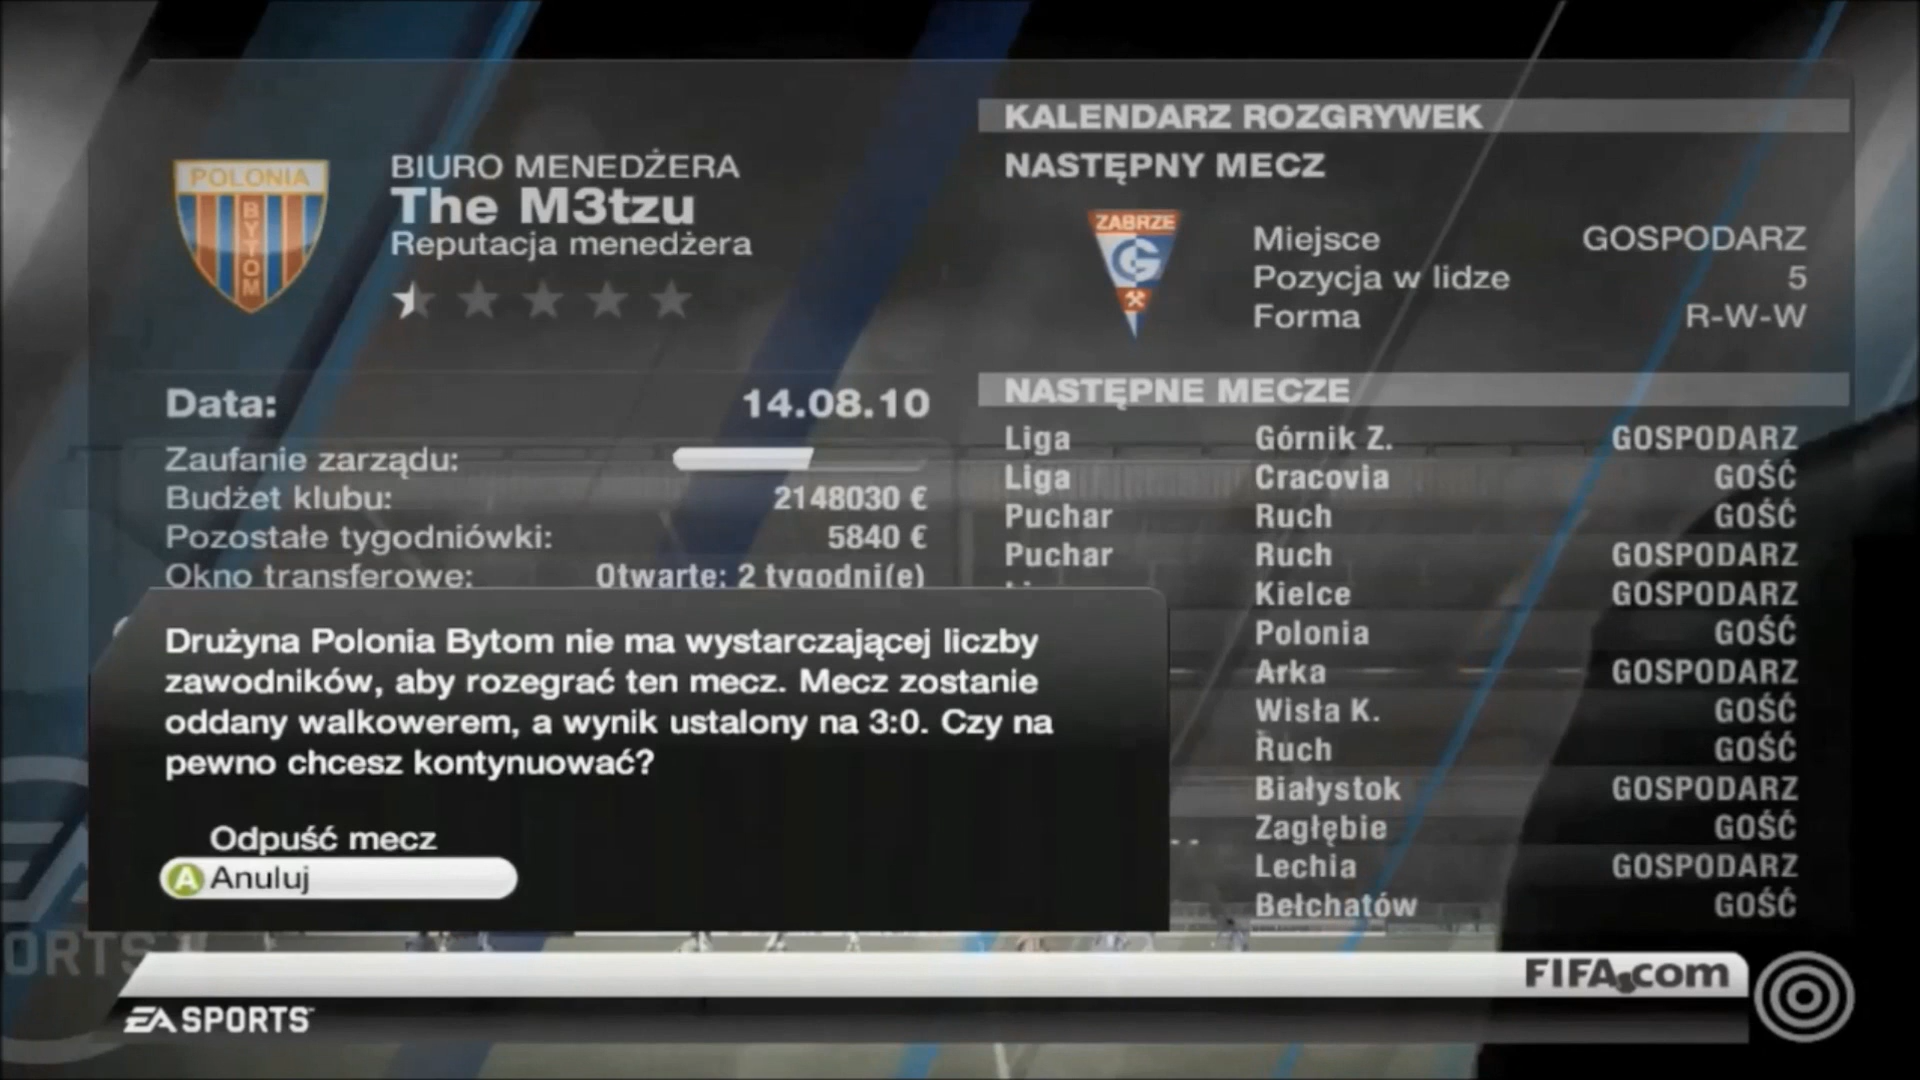 KALENDARZ ROZGRYWEK
NASTĘPNY MECZ
POLONIA
BYTOM
BIURO MENEDŻERA
The M3tzu
Reputacja menedżera
ZABRZE
G
Miejsce GOSPODARZ
Pozycja w lidze 5
Forma R-W-W
Data: 14.08.10
Zaufanie zarządu:
Budżet klubu: 2148030 €
Pozostałe tygodniówki: 5840 €
Okno transferowe: Otwarte: 2 tygodni(e)
NASTĘPNE MECZE
Liga Górnik Z. GOSPODARZ
Liga Cracovia GOŚĆ
Puchar Ruch GOŚĆ
Puchar Ruch GOSPODARZ
Kielce GOSPODARZ
Polonia GOŚĆ
Arka GOSPODARZ
Wisła K. GOŚĆ
Ruch GOŚĆ
Białystok GOSPODARZ
Zagłębie GOŚĆ
Lechia GOSPODARZ
Bełchatów GOŚĆ
Drużyna Polonia Bytom nie ma wystarczającej liczby
zawodników, aby rozegrać ten mecz. Mecz zostanie
oddany walkowerem, a wynik ustalony na 3:0. Czy na
pewno chcesz kontynuować?
Odpuść mecz
A Anuluj
ORTS
FIFA.com
EA SPORTS